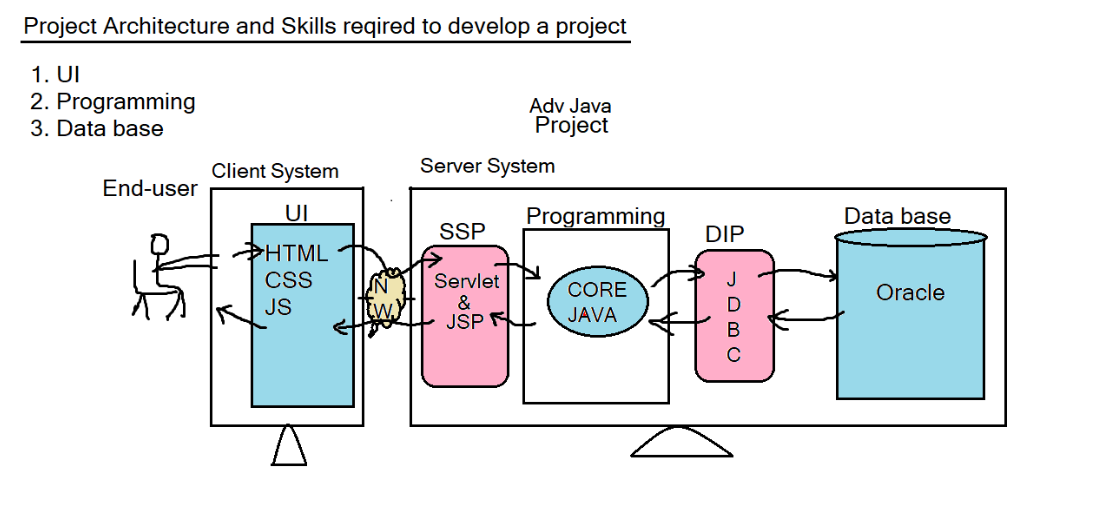 Project Architecture and Skills reqired to develop a project
1. UI
2. Programming
3. Data base
Adv Java
Project
Client System
Server System
End-user
UI
HTML
CSS
JS
N
W
SSP
Servlet
&
JSP
Programming
CORE
JAVA
DIP
J
D
B
C
Data base
Oracle